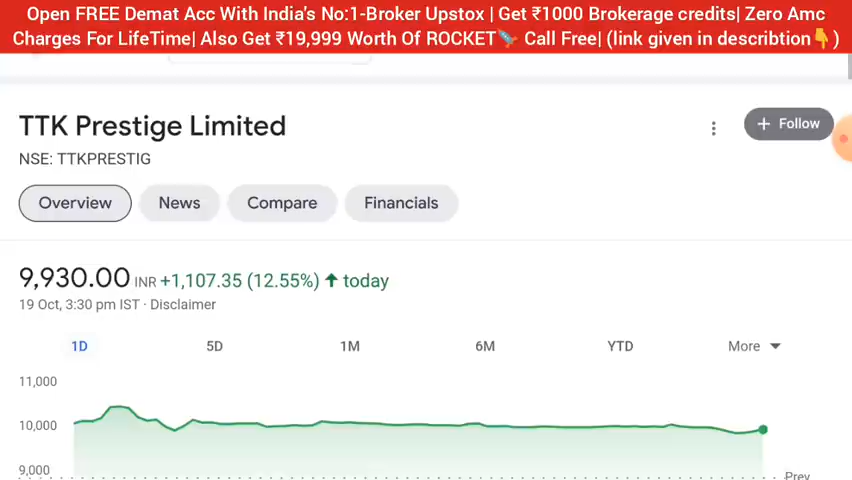 Open FREE Demat Acc With India's No:1-Broker Upstox | Get ₹1000 Brokerage credits| Zero Amc
Charges For LifeTime| Also Get ₹19,999 Worth Of ROCKET🚀 Call Free| (link given in describtion👇)
TTK Prestige Limited
+ Follow
NSE: TTKPRESTIG
Overview News Compare Financials
9,930.00 INR +1,107.35 (12.55%) ↑ today
19 Oct, 3:30 pm IST · Disclaimer
1D 5D 1M 6M YTD More
11,000
10,000
9,000
Prev